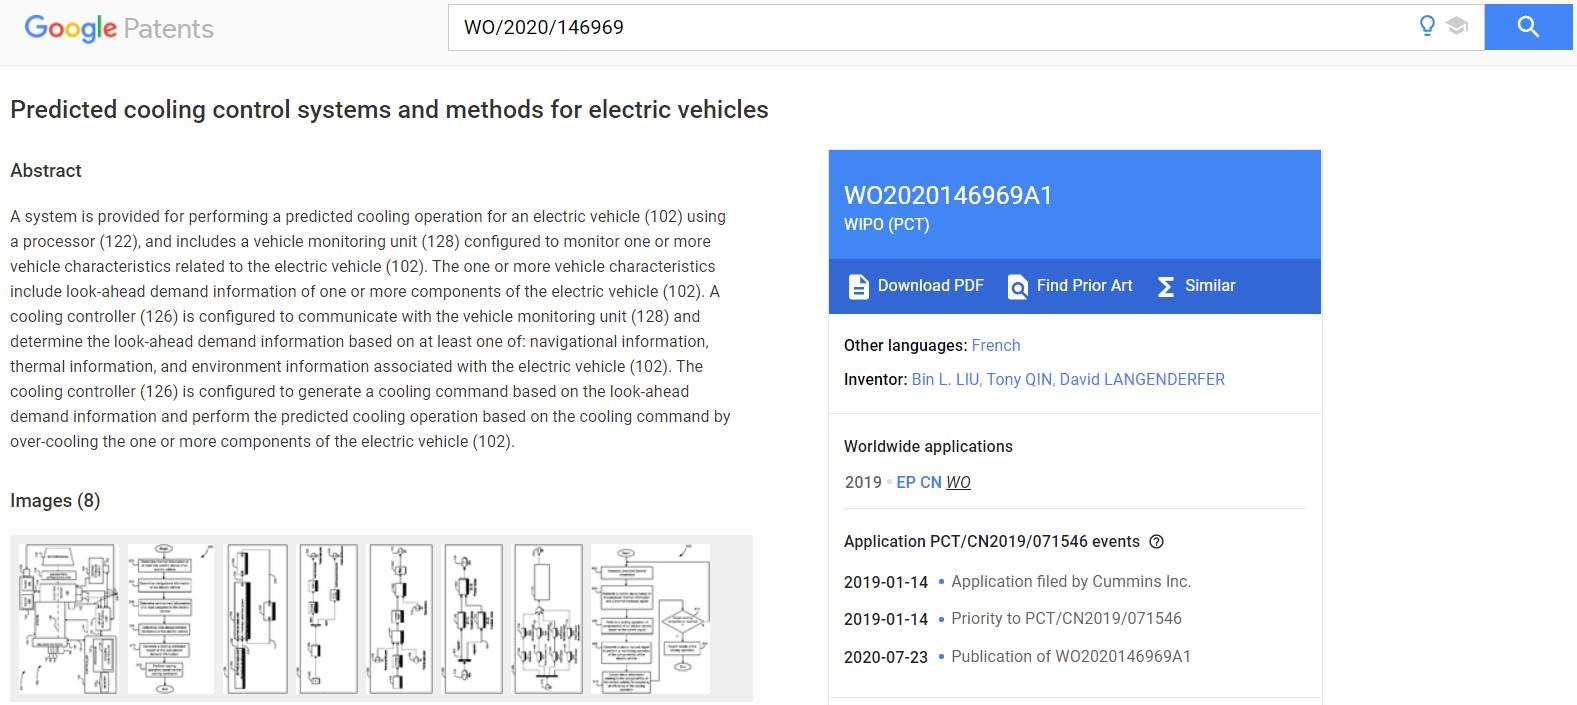 Google Patents
WO/2020/146969
Predicted cooling control systems and methods for electric vehicles
Abstract
A system is provided for performing a predicted cooling operation for an electric vehicle (102) using
a processor (122), and includes a vehicle monitoring unit (128) configured to monitor one or more
vehicle characteristics related to the electric vehicle (102). The one or more vehicle characteristics
include look-ahead demand information of one or more components of the electric vehicle (102). A
cooling controller (126) is configured to communicate with the vehicle monitoring unit (128) and
determine the look-ahead demand information based on at least one of: navigational information,
thermal information, and environment information associated with the electric vehicle (102). The
cooling controller (126) is configured to generate a cooling command based on the look-ahead
demand information and perform the predicted cooling operation based on the cooling command by
over-cooling the one or more components of the electric vehicle (102).
Images (8)
WO2020146969A1
WIPO (PCT)
Download PDF Find Prior Art Similar
Other languages: French
Inventor: Bin L. LIU, Tony QIN, David LANGENDERFER
Worldwide applications
2019 EP CN WO
Application PCT/CN2019/071546 events
2019-01-14 • Application filed by Cummins Inc.
2019-01-14 • Priority to PCT/CN2019/071546
2020-07-23 • Publication of WO2020146969A1